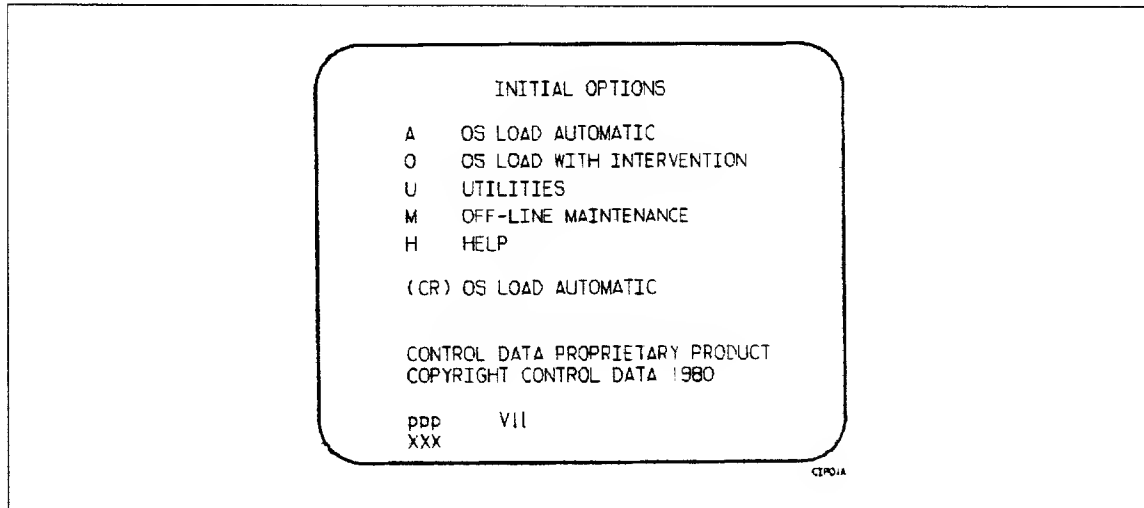 INITIAL OPTIONS
A OS LOAD AUTOMATIC
O OS LOAD WITH INTERVENTION
U UTILITIES
M OFF-LINE MAINTENANCE
H HELP
(CR) OS LOAD AUTOMATIC
CONTROL DATA PROPRIETARY PRODUCT
COPYRIGHT CONTROL DATA 1980
ppp Vll
XXX